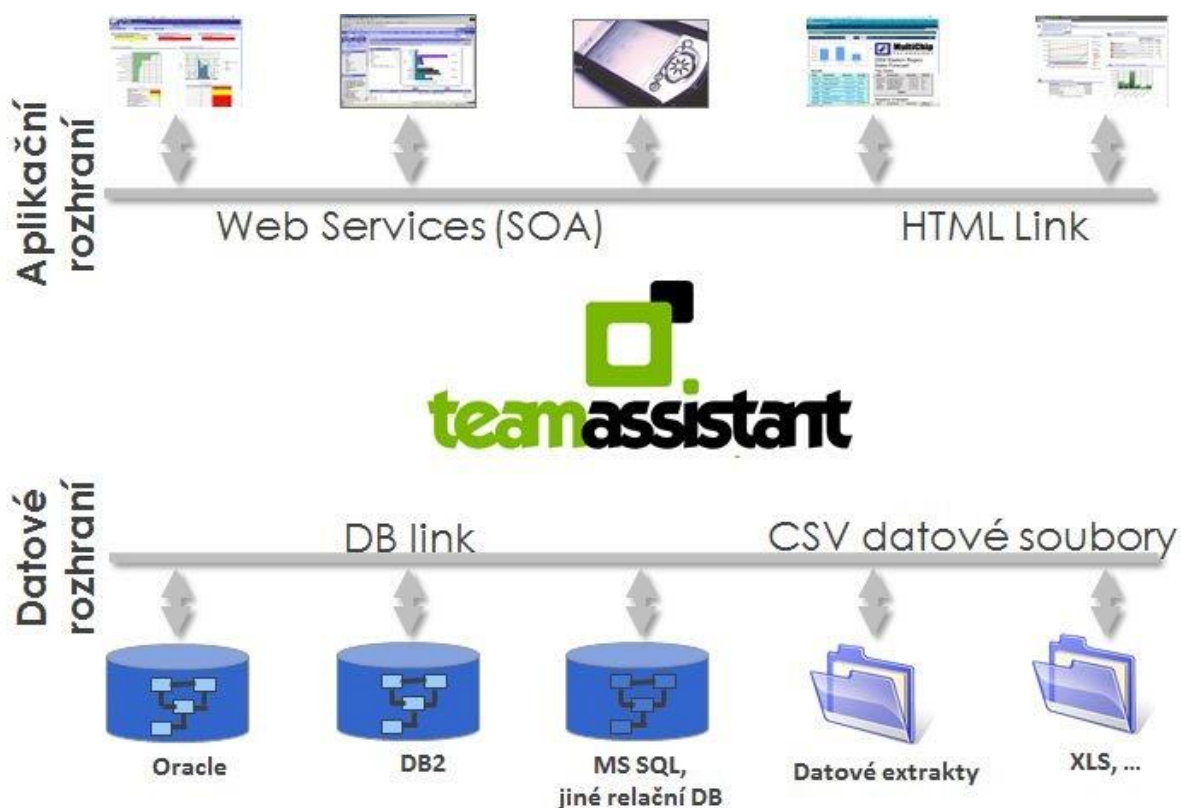 MultiChip
Aplikační
rozhraní
Web Services (SOA)
HTML Link
teamassistant
Datové
rozhraní
DB link
CSV datové soubory
Oracle
DB2
MS SQL,
jiné relační DB
Datové extrakty
XLS, ...